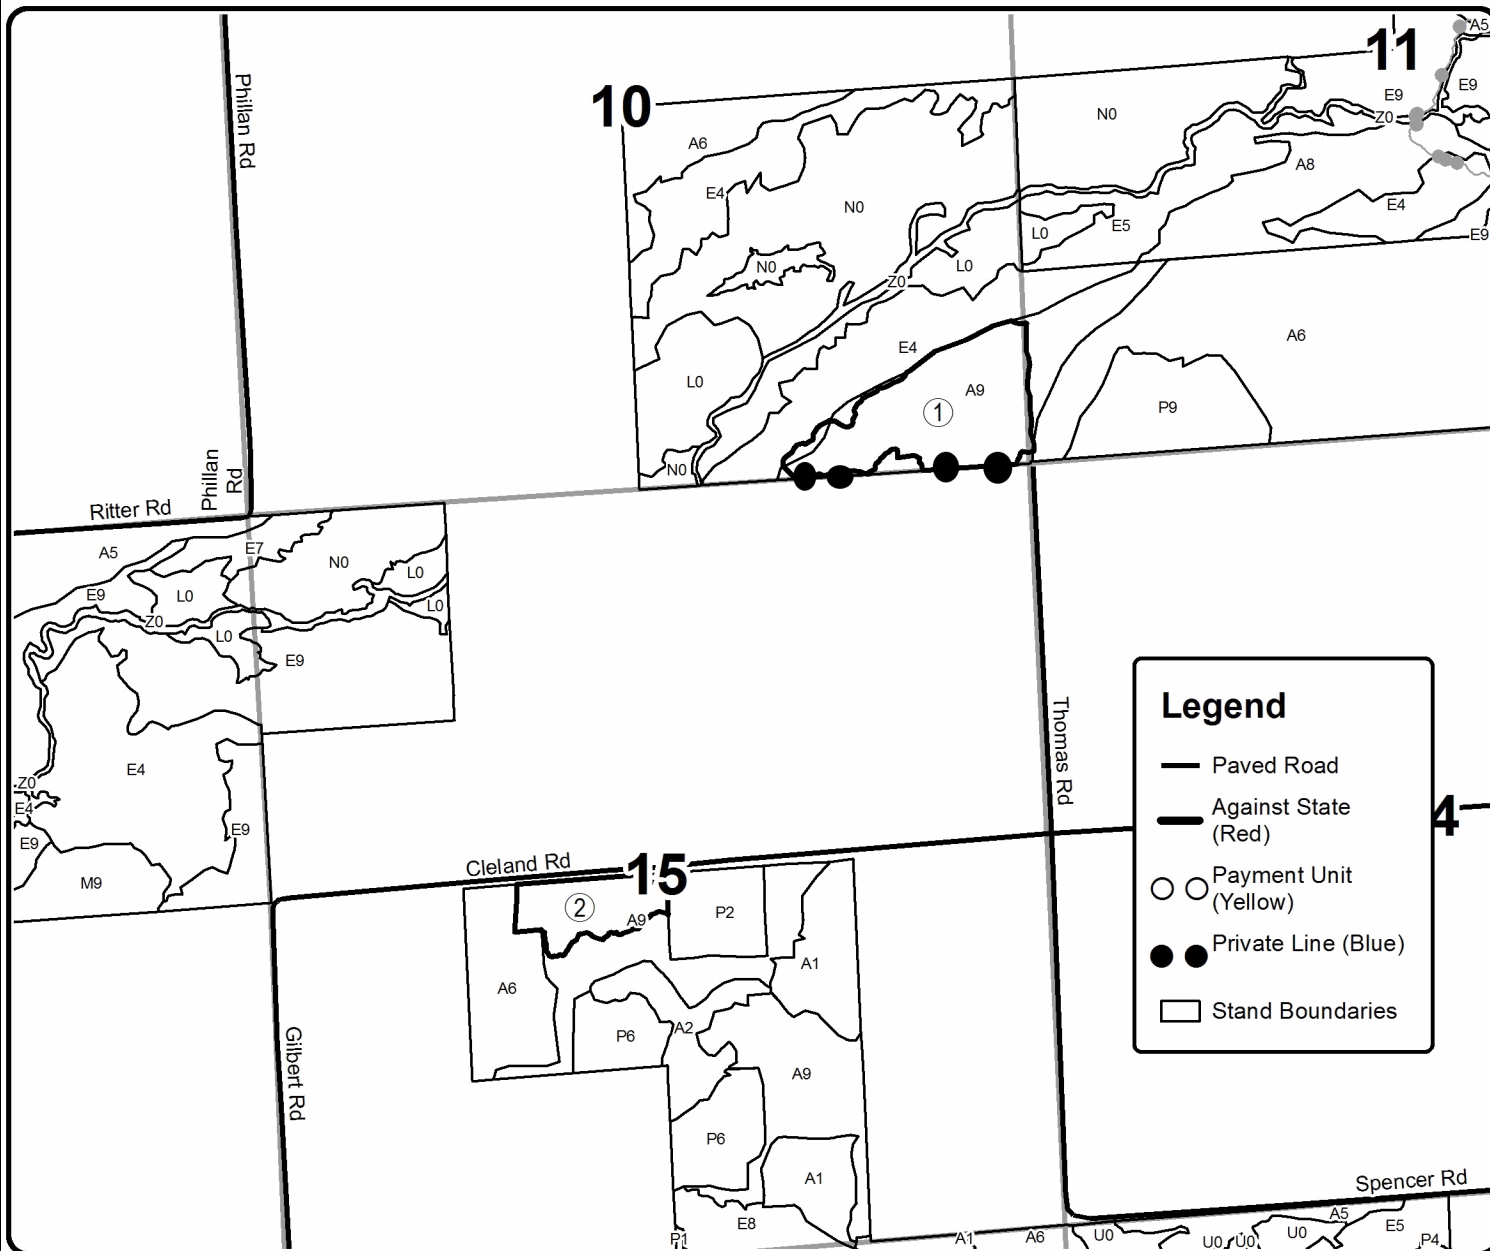 A5
11
E9
E9
10
N0
Z0
Phillan Rd
A6
A8
E4
E4
N0
L0
E5
E9
N0
L0
Z0
A6
E4
L0
A9
P9
1
N0
Phillan
Rd
Ritter Rd
A5
E7
N0
L0
E9
L0
L0
Z0
L0
E9
Thomas Rd
Legend
Paved Road
Against State
(Red)
Payment Unit
(Yellow)
Private Line (Blue)
Stand Boundaries
4
E4
Z0
E4
E9
E9
M9
Cleland Rd
15
2
A9
P2
A1
A6
P6
A2
A9
Gilbert Rd
P6
A1
Spencer Rd
E8
P1
A1
A6
U0
U0
U0
U0
A5
E5
P4